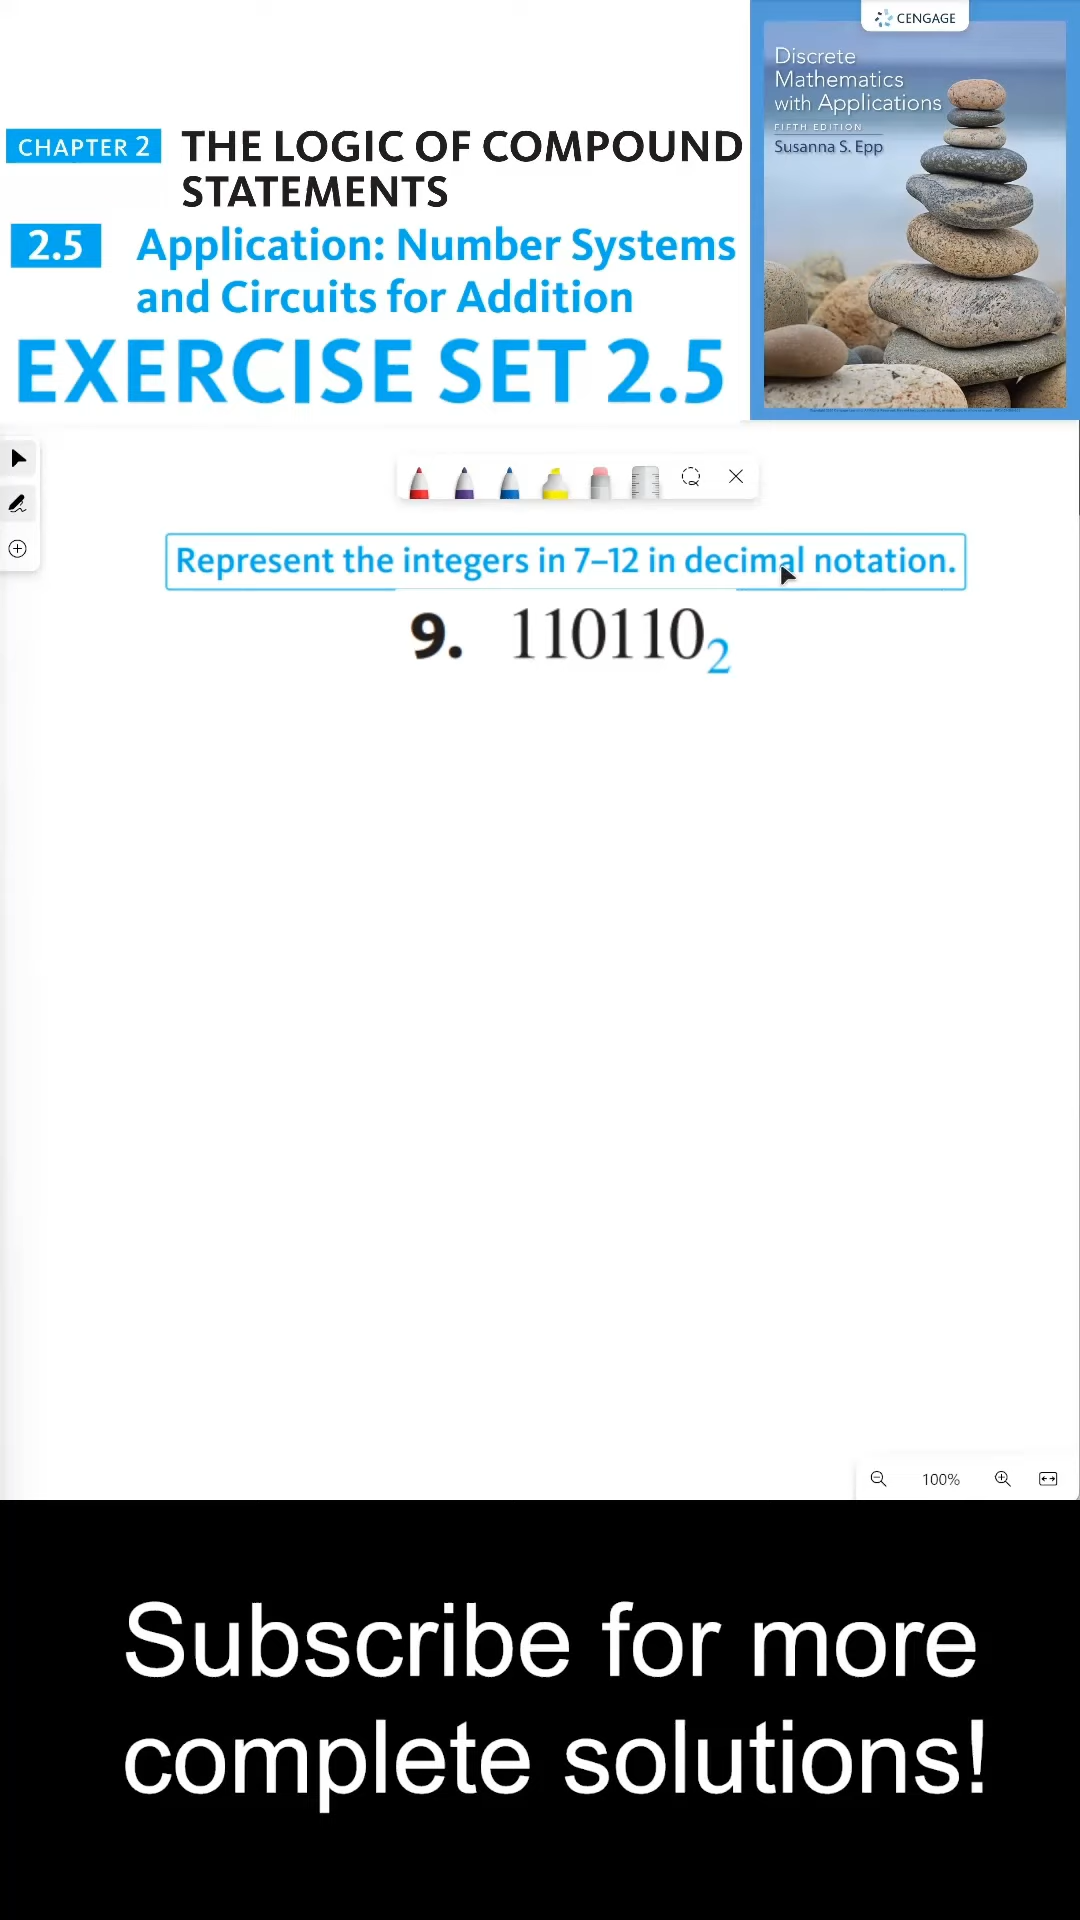 CENGAGE
Discrete
Mathematics
with Applications
FIFTH EDITION
Susanna S. Epp
CHAPTER 2 THE LOGIC OF COMPOUND
STATEMENTS
2.5 Application: Number Systems
and Circuits for Addition
EXERCISE SET 2.5
Represent the integers in 7–12 in decimal notation.
9. 110110₂
100%
Subscribe for more
complete solutions!